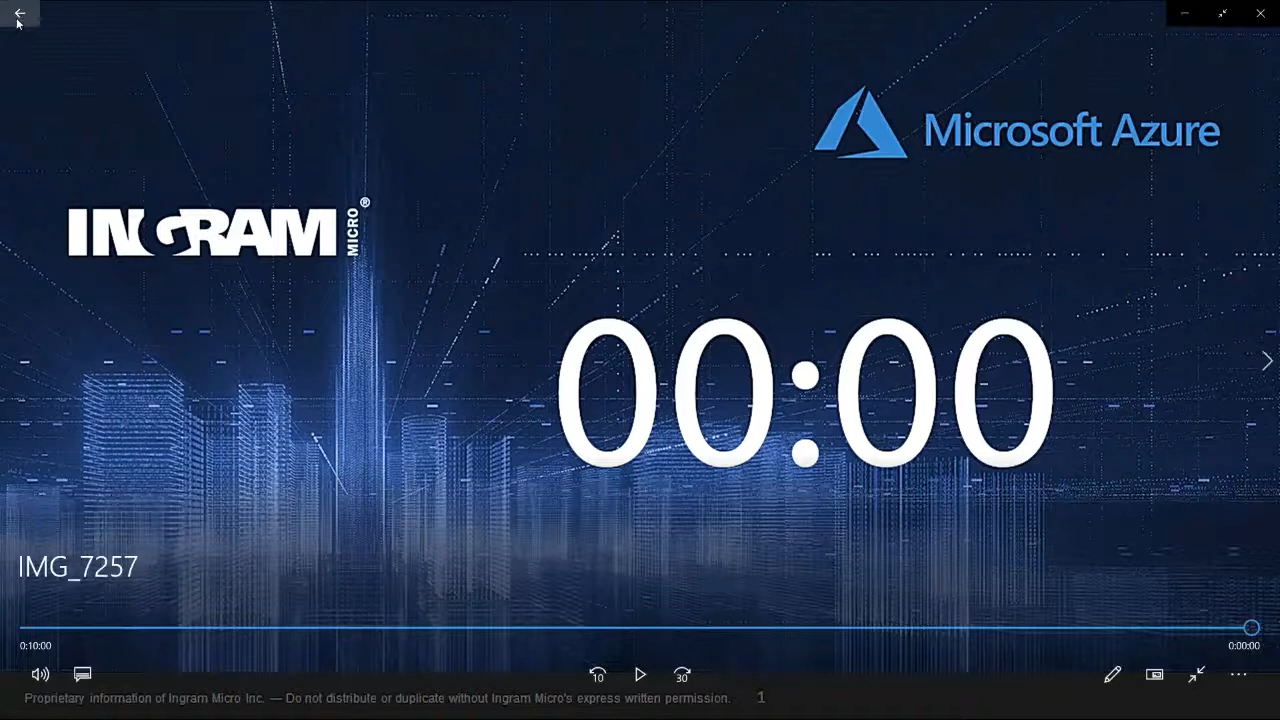 Microsoft Azure
INGRAM MICRO®
00:00
IMG_7257
0:10:00
0:00:00
10
30
Proprietary information of Ingram Micro Inc. — Do not distribute or duplicate without Ingram Micro's express written permission. 1